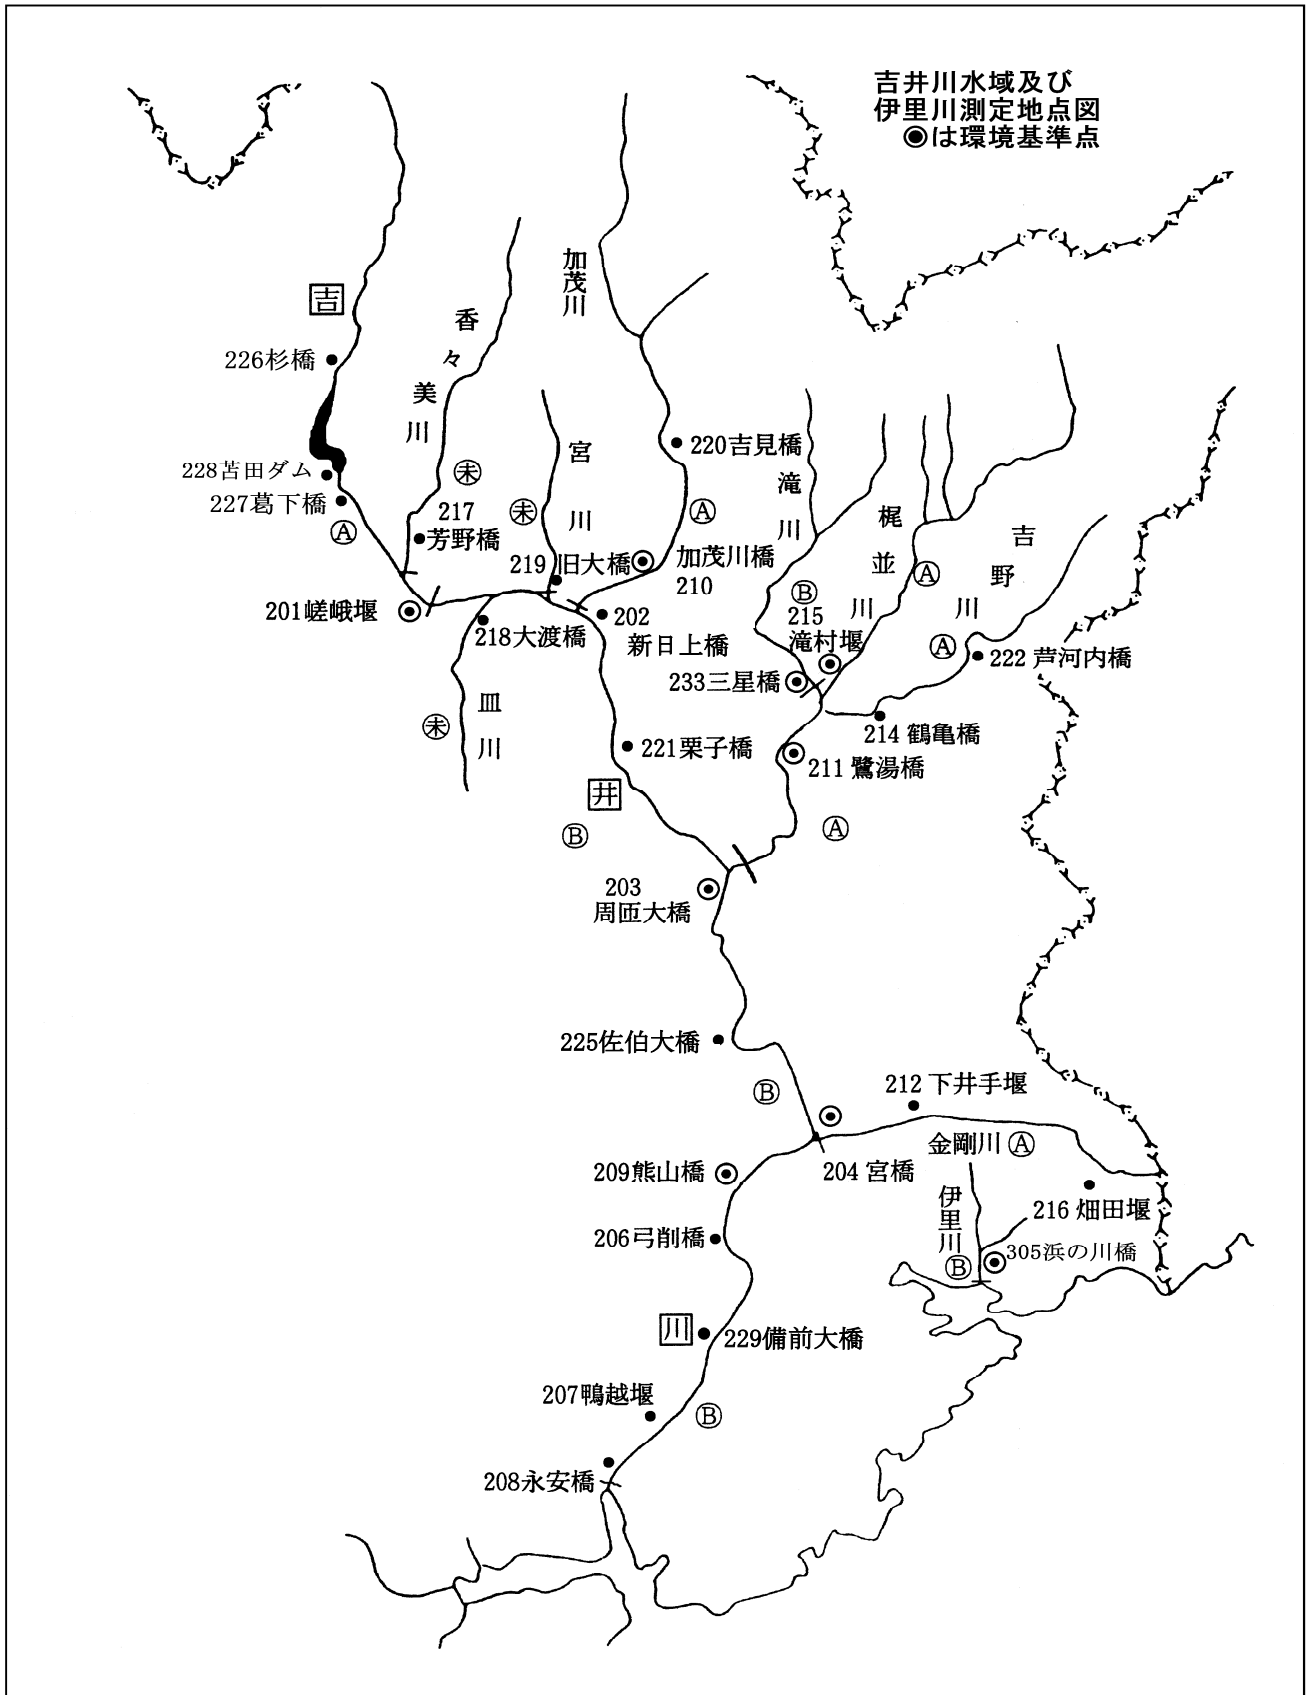 吉井川水域及び
伊里川測定地点図
◉は環境基準点
吉
226杉橋
228苫田ダム
227葛下橋
Ⓐ
香々美川
㊍
217
芳野橋
201嵯峨堰
加茂川
宮川
219 旧大橋
218大渡橋
皿川
220吉見橋
Ⓐ
加茂川橋
210
202
新日上橋
滝川
Ⓑ
215
滝村堰
233三星橋
梶並川
Ⓐ
吉野川
Ⓐ
222 芦河内橋
214 鶴亀橋
211 鷺湯橋
Ⓐ
221栗子橋
井
Ⓑ
203
周匝大橋
225佐伯大橋
Ⓑ
212 下井手堰
金剛川 Ⓐ
204 宮橋
216 畑田堰
209熊山橋
206弓削橋
伊里川
Ⓑ
305浜の川橋
川
229備前大橋
207鴨越堰
Ⓑ
208永安橋